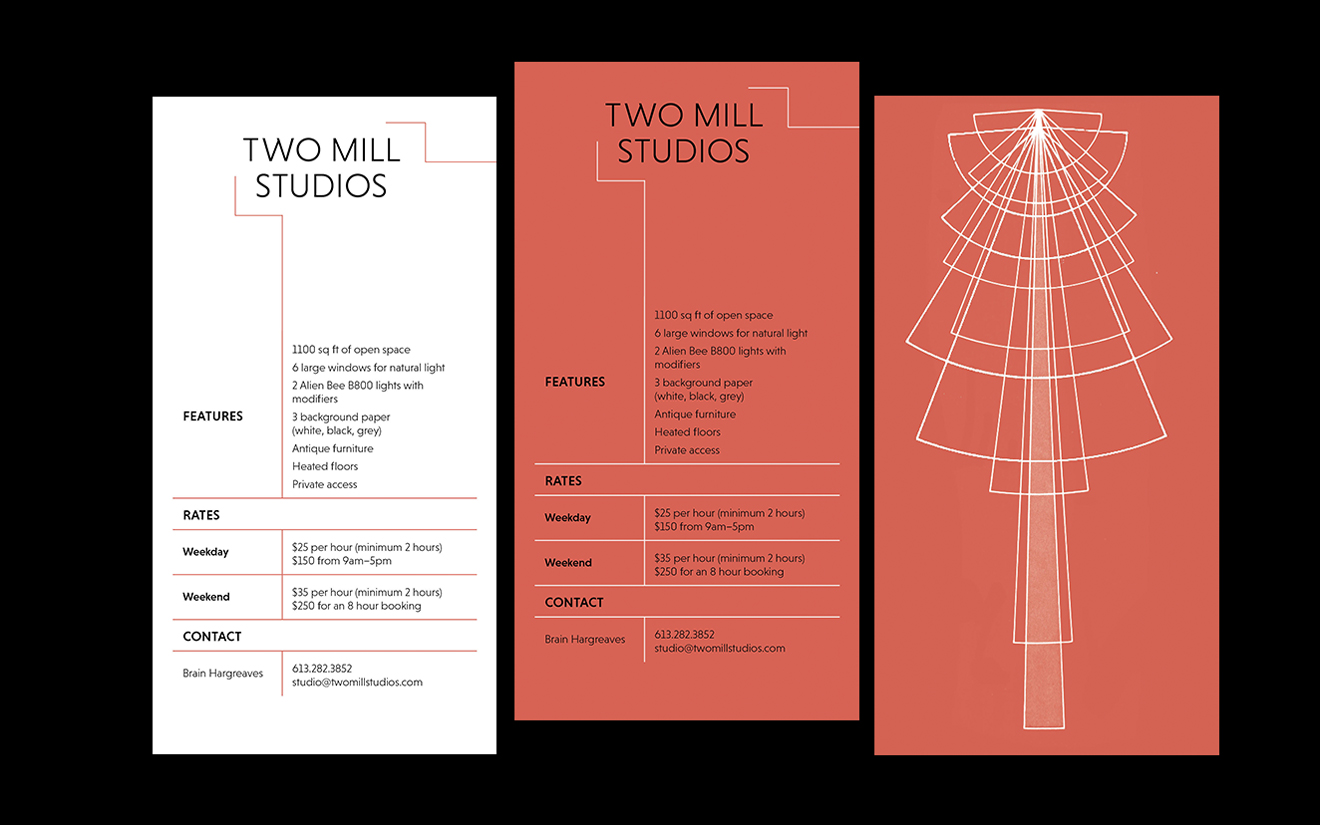 TWO MILL
STUDIOS
FEATURES
1100 sq ft of open space
6 large windows for natural light
2 Alien Bee B800 lights with
modifiers
3 background paper
(white, black, grey)
Antique furniture
Heated floors
Private access
RATES
Weekday
$25 per hour (minimum 2 hours)
$150 from 9am–5pm
Weekend
$35 per hour (minimum 2 hours)
$250 for an 8 hour booking
CONTACT
Brain Hargreaves
613.282.3852
studio@twomillstudios.com
TWO MILL
STUDIOS
FEATURES
1100 sq ft of open space
6 large windows for natural light
2 Alien Bee B800 lights with
modifiers
3 background paper
(white, black, grey)
Antique furniture
Heated floors
Private access
RATES
Weekday
$25 per hour (minimum 2 hours)
$150 from 9am–5pm
Weekend
$35 per hour (minimum 2 hours)
$250 for an 8 hour booking
CONTACT
Brain Hargreaves
613.282.3852
studio@twomillstudios.com